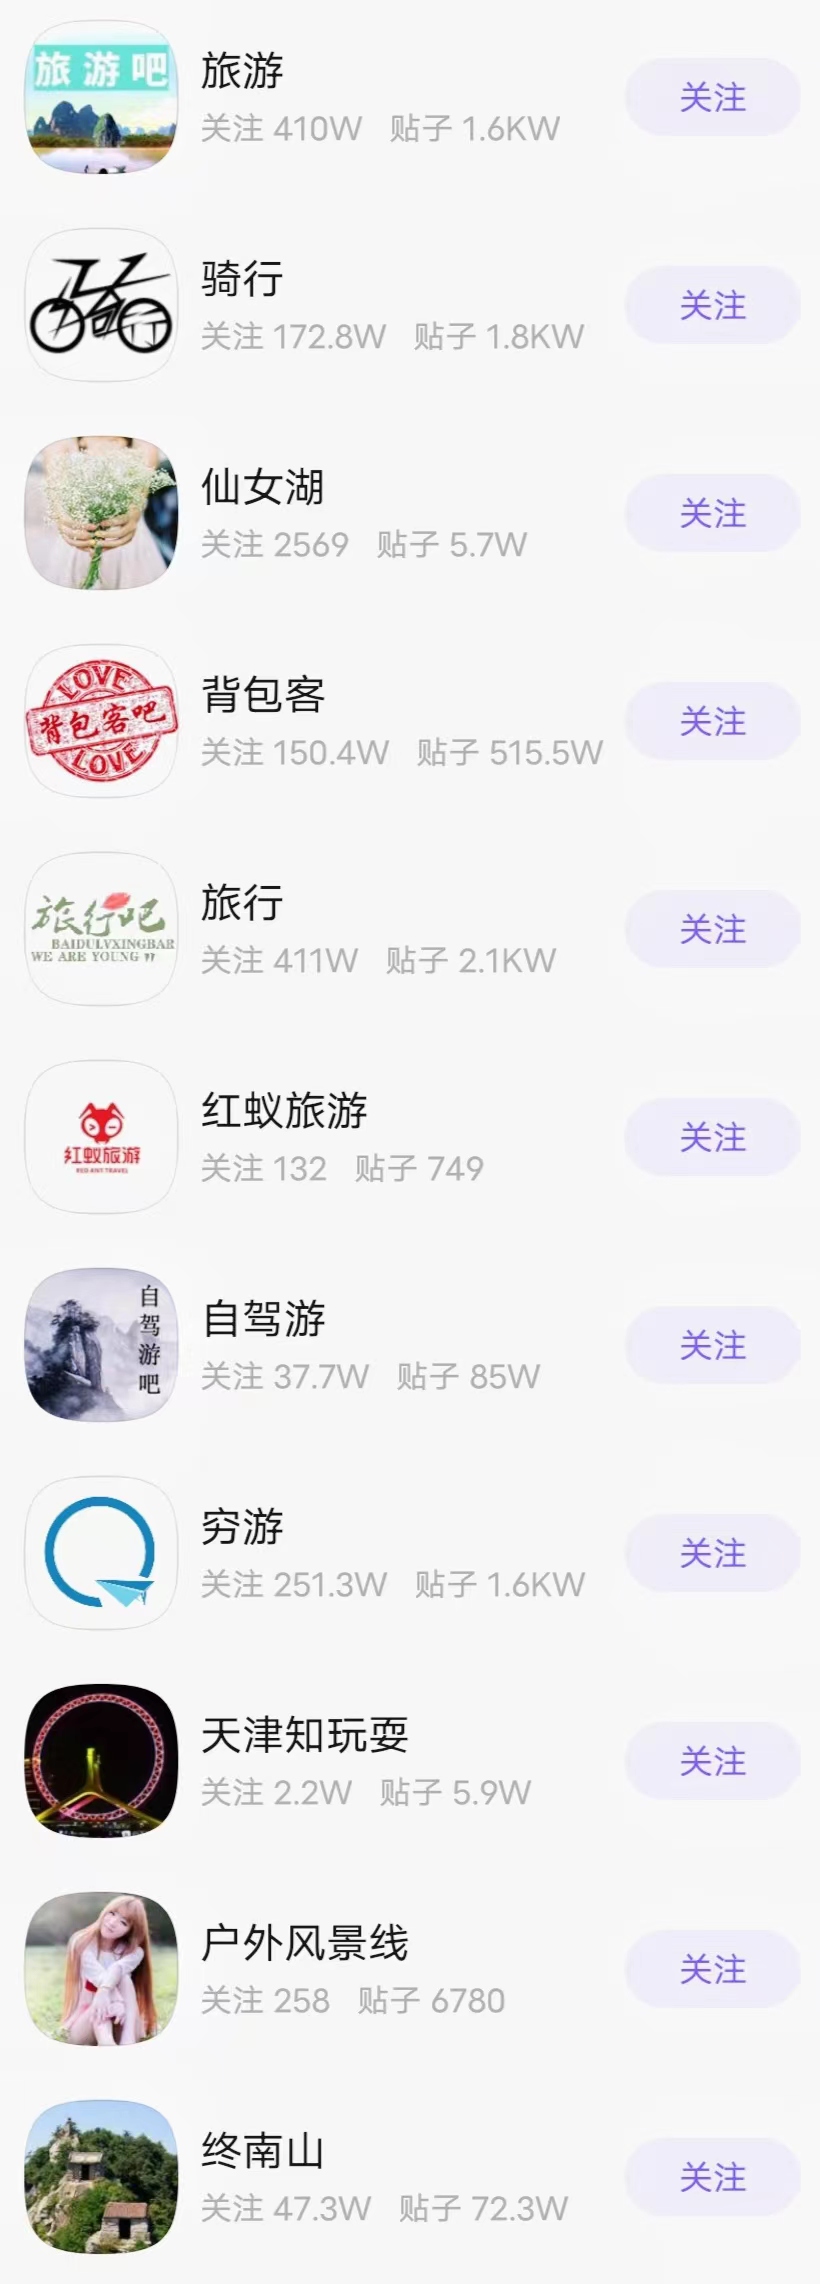 旅游吧
旅游
关注 410W 贴子 1.6KW
关注
骑行
骑行
关注 172.8W 贴子 1.8KW
关注
仙女湖
关注 2569 贴子 5.7W
关注
LOVE
背包客吧
LOVE
背包客
关注 150.4W 贴子 515.5W
关注
旅行吧
BAIDULVXINGBAR
WE ARE YOUNG "
旅行
关注 411W 贴子 2.1KW
关注
红蚁旅游
RED ANT TRAVEL
红蚁旅游
关注 132 贴子 749
关注
自驾游吧
自驾游
关注 37.7W 贴子 85W
关注
穷游
关注 251.3W 贴子 1.6KW
关注
天津知玩耍
关注 2.2W 贴子 5.9W
关注
户外风景线
关注 258 贴子 6780
关注
终南山
关注 47.3W 贴子 72.3W
关注